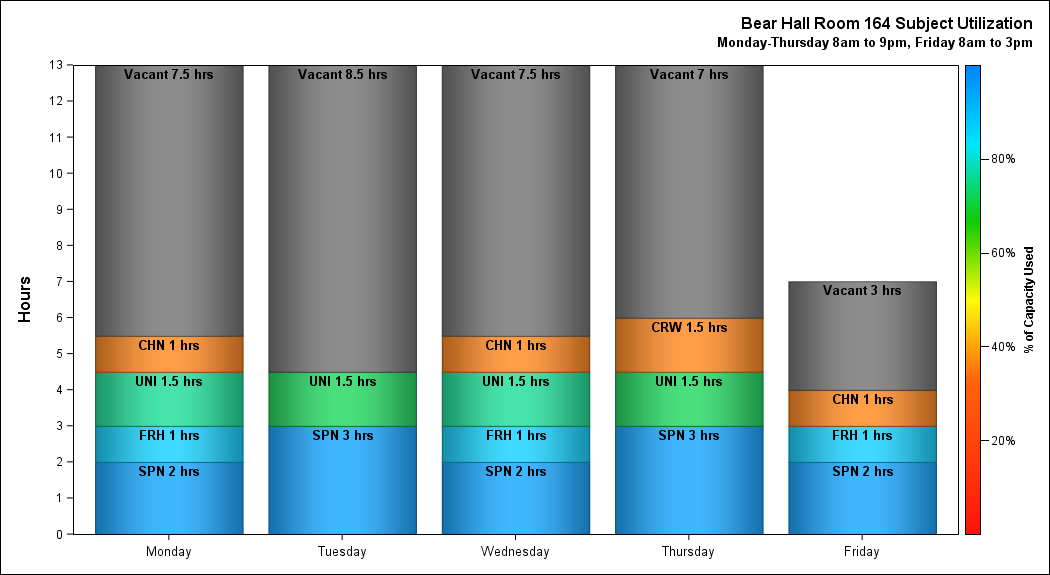 Bear Hall Room 164 Subject Utilization
Monday-Thursday 8am to 9pm, Friday 8am to 3pm
Hours
13
12
11
10
9
8
7
6
5
4
3
2
1
0
Vacant 7.5 hrs
CHN 1 hrs
UNI 1.5 hrs
FRH 1 hrs
SPN 2 hrs
Vacant 8.5 hrs
UNI 1.5 hrs
SPN 3 hrs
Vacant 7.5 hrs
CHN 1 hrs
UNI 1.5 hrs
FRH 1 hrs
SPN 2 hrs
Vacant 7 hrs
CRW 1.5 hrs
UNI 1.5 hrs
SPN 3 hrs
Vacant 3 hrs
CHN 1 hrs
FRH 1 hrs
SPN 2 hrs
Monday
Tuesday
Wednesday
Thursday
Friday
80%
60%
40%
20%
% of Capacity Used